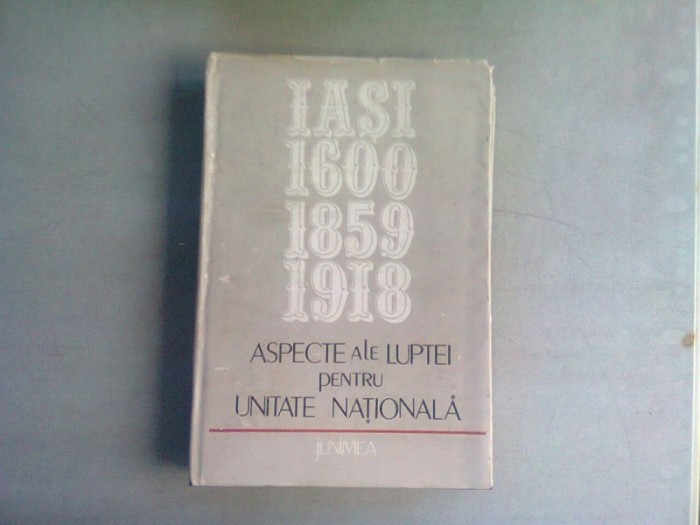 IAȘI
1600
1859
1918
ASPECTE ALE LUPTEI
PENTRU
UNITATE NAȚIONALĂ
JUNIMEA